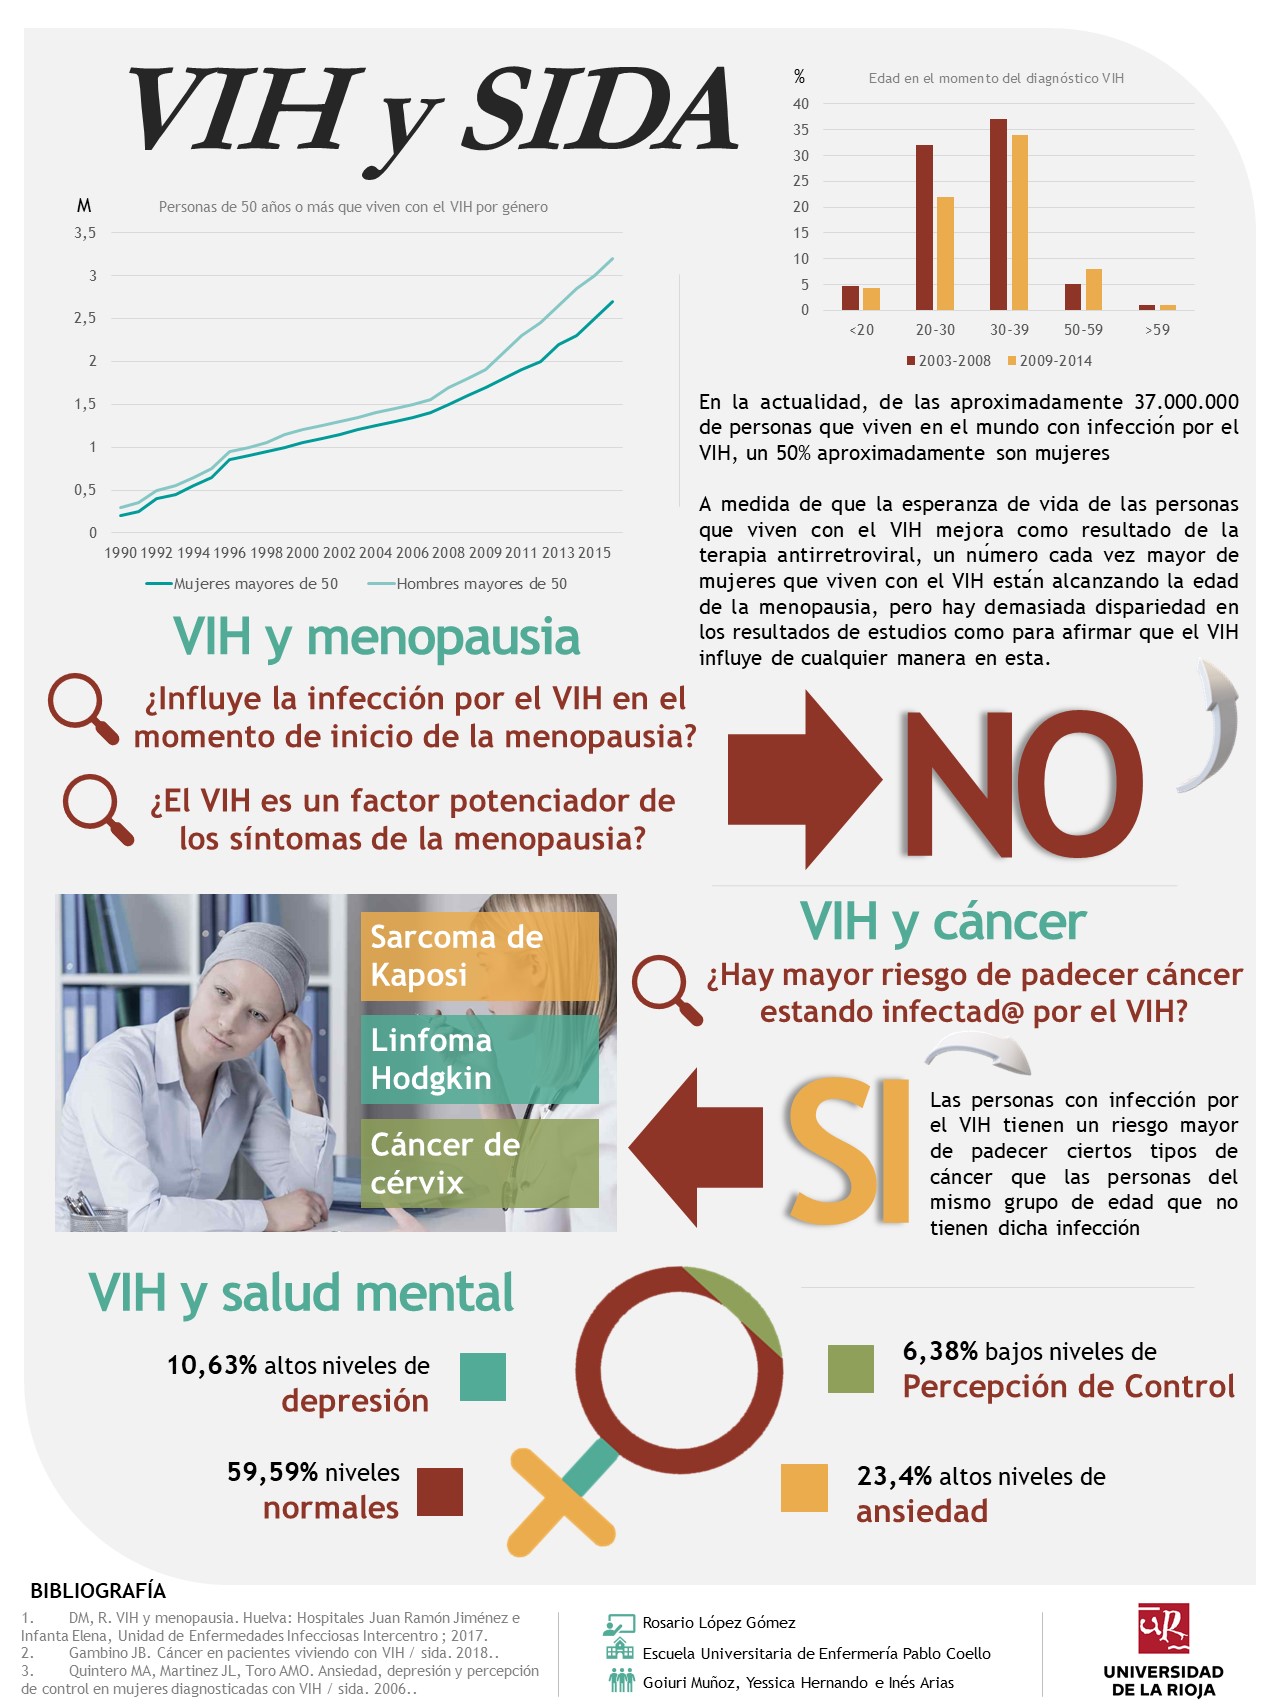 VIH y SIDA
M
Personas de 50 años o más que viven con el VIH por género
3,5
3
2,5
2
1,5
1
0,5
0
1990 1992 1994 1996 1998 2000 2002 2004 2006 2008 2009 2011 2013 2015
Mujeres mayores de 50 Hombres mayores de 50
%
Edad en el momento del diagnóstico VIH
40
35
30
25
20
15
10
5
0
<20 20-30 30-39 50-59 >59
2003-2008 2009-2014
En la actualidad, de las aproximadamente 37.000.000
de personas que viven en el mundo con infección por el
VIH, un 50% aproximadamente son mujeres
A medida de que la esperanza de vida de las personas
que viven con el VIH mejora como resultado de la
terapia antirretroviral, un número cada vez mayor de
mujeres que viven con el VIH están alcanzando la edad
de la menopausia, pero hay demasiada dispariedad en
los resultados de estudios como para afirmar que el VIH
influye de cualquier manera en esta.
VIH y menopausia
¿Influye la infección por el VIH en el
momento de inicio de la menopausia?
¿El VIH es un factor potenciador de
los síntomas de la menopausia?
NO
VIH y cáncer
¿Hay mayor riesgo de padecer cáncer
estando infectad@ por el VIH?
SI
Las personas con infección por
el VIH tienen un riesgo mayor
de padecer ciertos tipos de
cáncer que las personas del
mismo grupo de edad que no
tienen dicha infección
Sarcoma de
Kaposi
Linfoma
Hodgkin
Cáncer de
cérvix
VIH y salud mental
10,63% altos niveles de
depresión
59,59% niveles
normales
6,38% bajos niveles de
Percepción de Control
23,4% altos niveles de
ansiedad
BIBLIOGRAFÍA
1. DM, R. VIH y menopausia. Huelva: Hospitales Juan Ramón Jiménez e
Infanta Elena, Unidad de Enfermedades Infecciosas Intercentro ; 2017.
2. Gambino JB. Cáncer en pacientes viviendo con VIH / sida. 2018..
3. Quintero MA, Martinez JL, Toro AMO. Ansiedad, depresión y percepción
de control en mujeres diagnosticadas con VIH / sida. 2006..
Rosario López Gómez
Escuela Universitaria de Enfermería Pablo Coello
Goiuri Muñoz, Yessica Hernando e Inés Arias
UR
UNIVERSIDAD
DE LA RIOJA